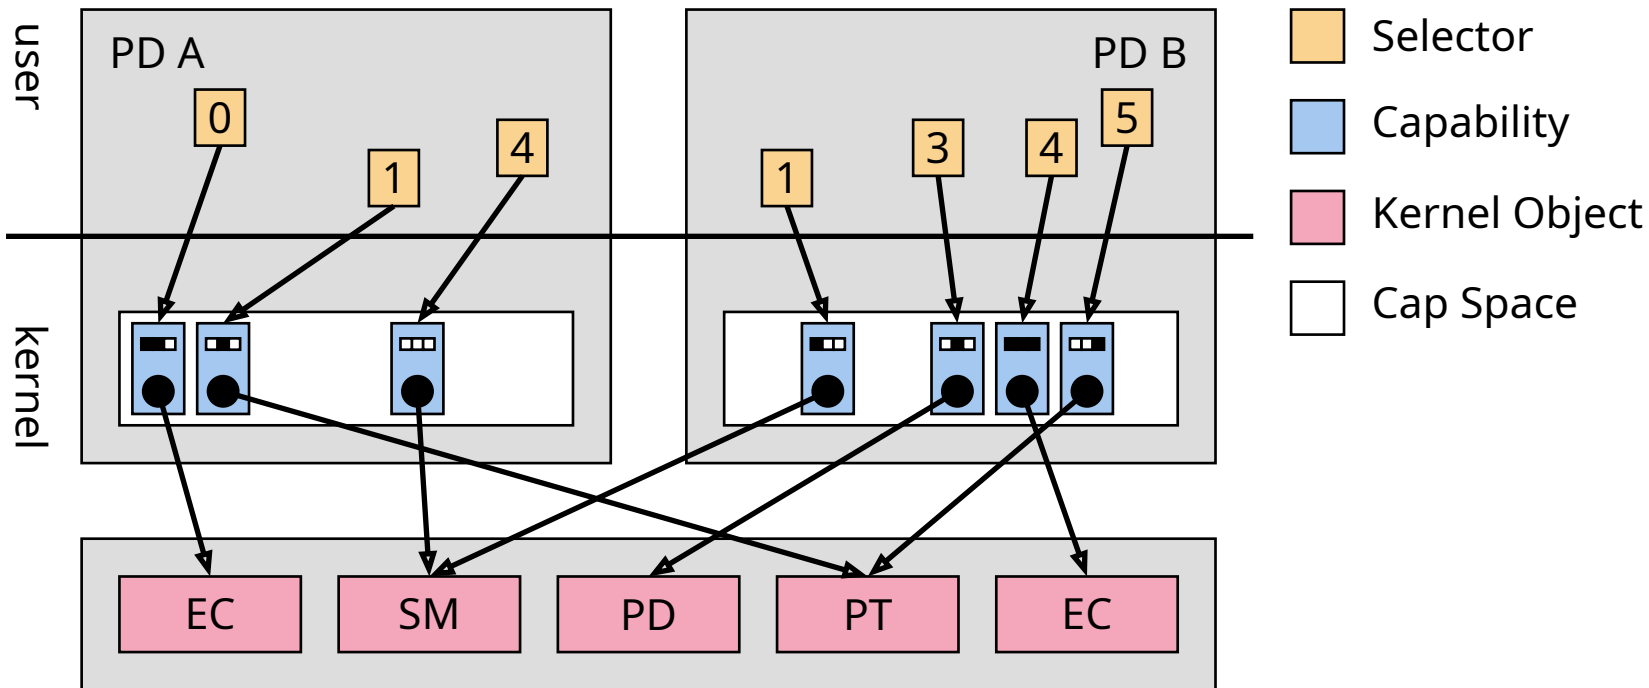 user
PD A
0
1
4
PD B
1
3
4
5
kernel
EC
SM
PD
PT
EC
Selector
Capability
Kernel Object
Cap Space